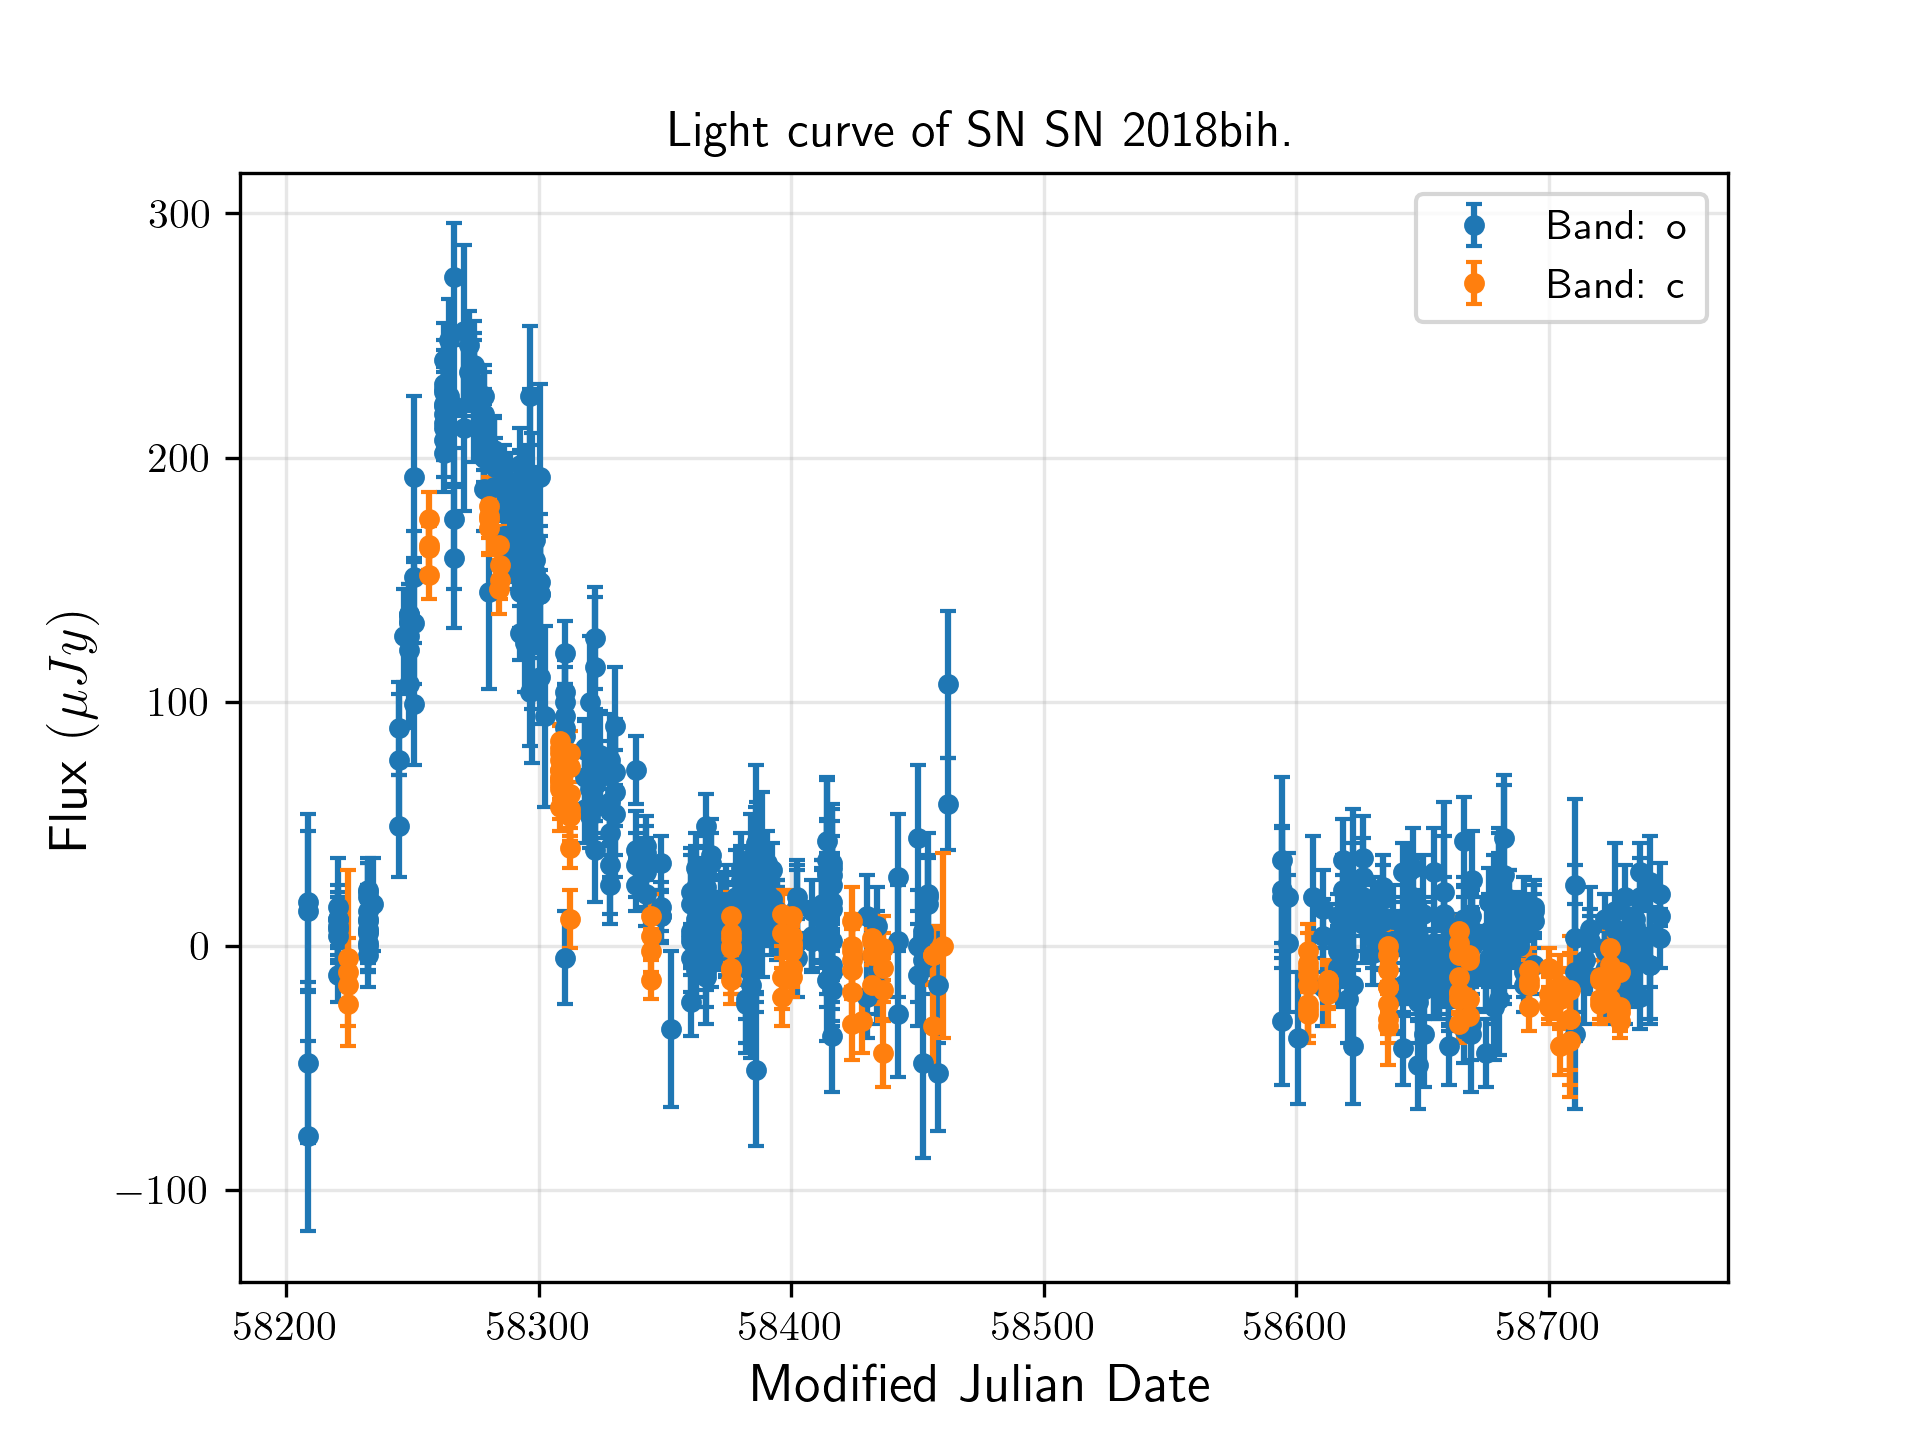 Light curve of SN SN 2018bih.
Band: o
Band: c
300
200
100
0
−100
Flux (μJy)
58200 58300 58400 58500 58600 58700
Modified Julian Date